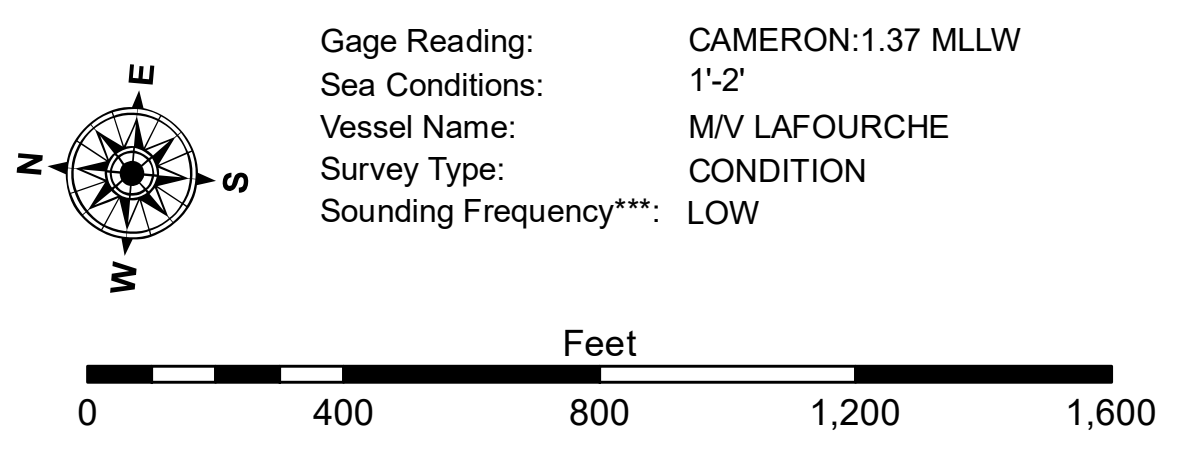 Gage Reading: CAMERON:1.37 MLLW
Sea Conditions: 1'-2'
Vessel Name: M/V LAFOURCHE
Survey Type: CONDITION
Sounding Frequency***: LOW
E
N
S
W
Feet
0 400 800 1,200 1,600